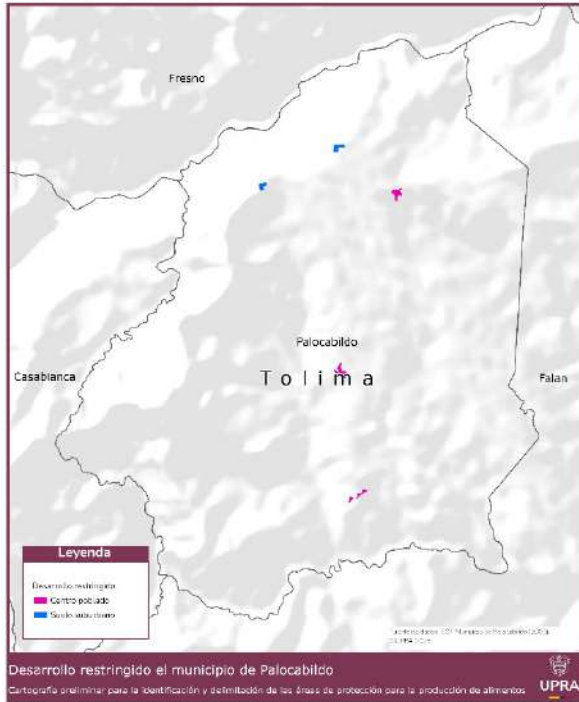 Fresno
Palocabildo
Tolima
Casabianca
Falan
Leyenda
Desarrollo restringido
Centro poblado
Suelo suburbano
Desarrollo restringido el municipio de Palocabildo
Cartografía preliminar para la identificación y delimitación de las áreas de protección para la producción de alimentos
UPRA